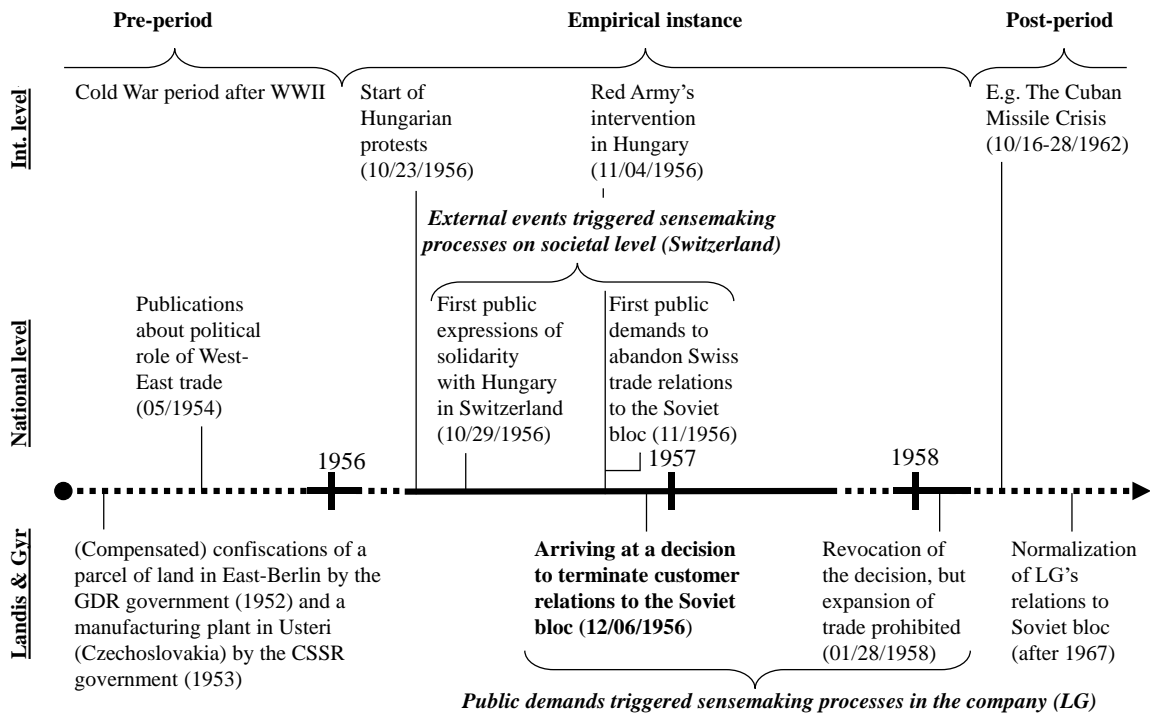 Pre-period
Empirical instance
Post-period
Int. level
Cold War period after WWII
Start of
Hungarian
protests
(10/23/1956)
Red Army’s
intervention
in Hungary
(11/04/1956)
E.g. The Cuban
Missile Crisis
(10/16-28/1962)
External events triggered sensemaking
processes on societal level (Switzerland)
National level
Publications
about political
role of West-
East trade
(05/1954)
First public
expressions of
solidarity
with Hungary
in Switzerland
(10/29/1956)
First public
demands to
abandon Swiss
trade relations
to the Soviet
bloc (11/1956)
1956
1957
1958
Landis & Gyr
(Compensated) confiscations of a
parcel of land in East-Berlin by the
GDR government (1952) and a
manufacturing plant in Usteri
(Czechoslovakia) by the CSSR
government (1953)
Arriving at a decision
to terminate customer
relations to the Soviet
bloc (12/06/1956)
Revocation of
the decision, but
expansion of
trade prohibited
(01/28/1958)
Normalization
of LG’s
relations to
Soviet bloc
(after 1967)
Public demands triggered sensemaking processes in the company (LG)